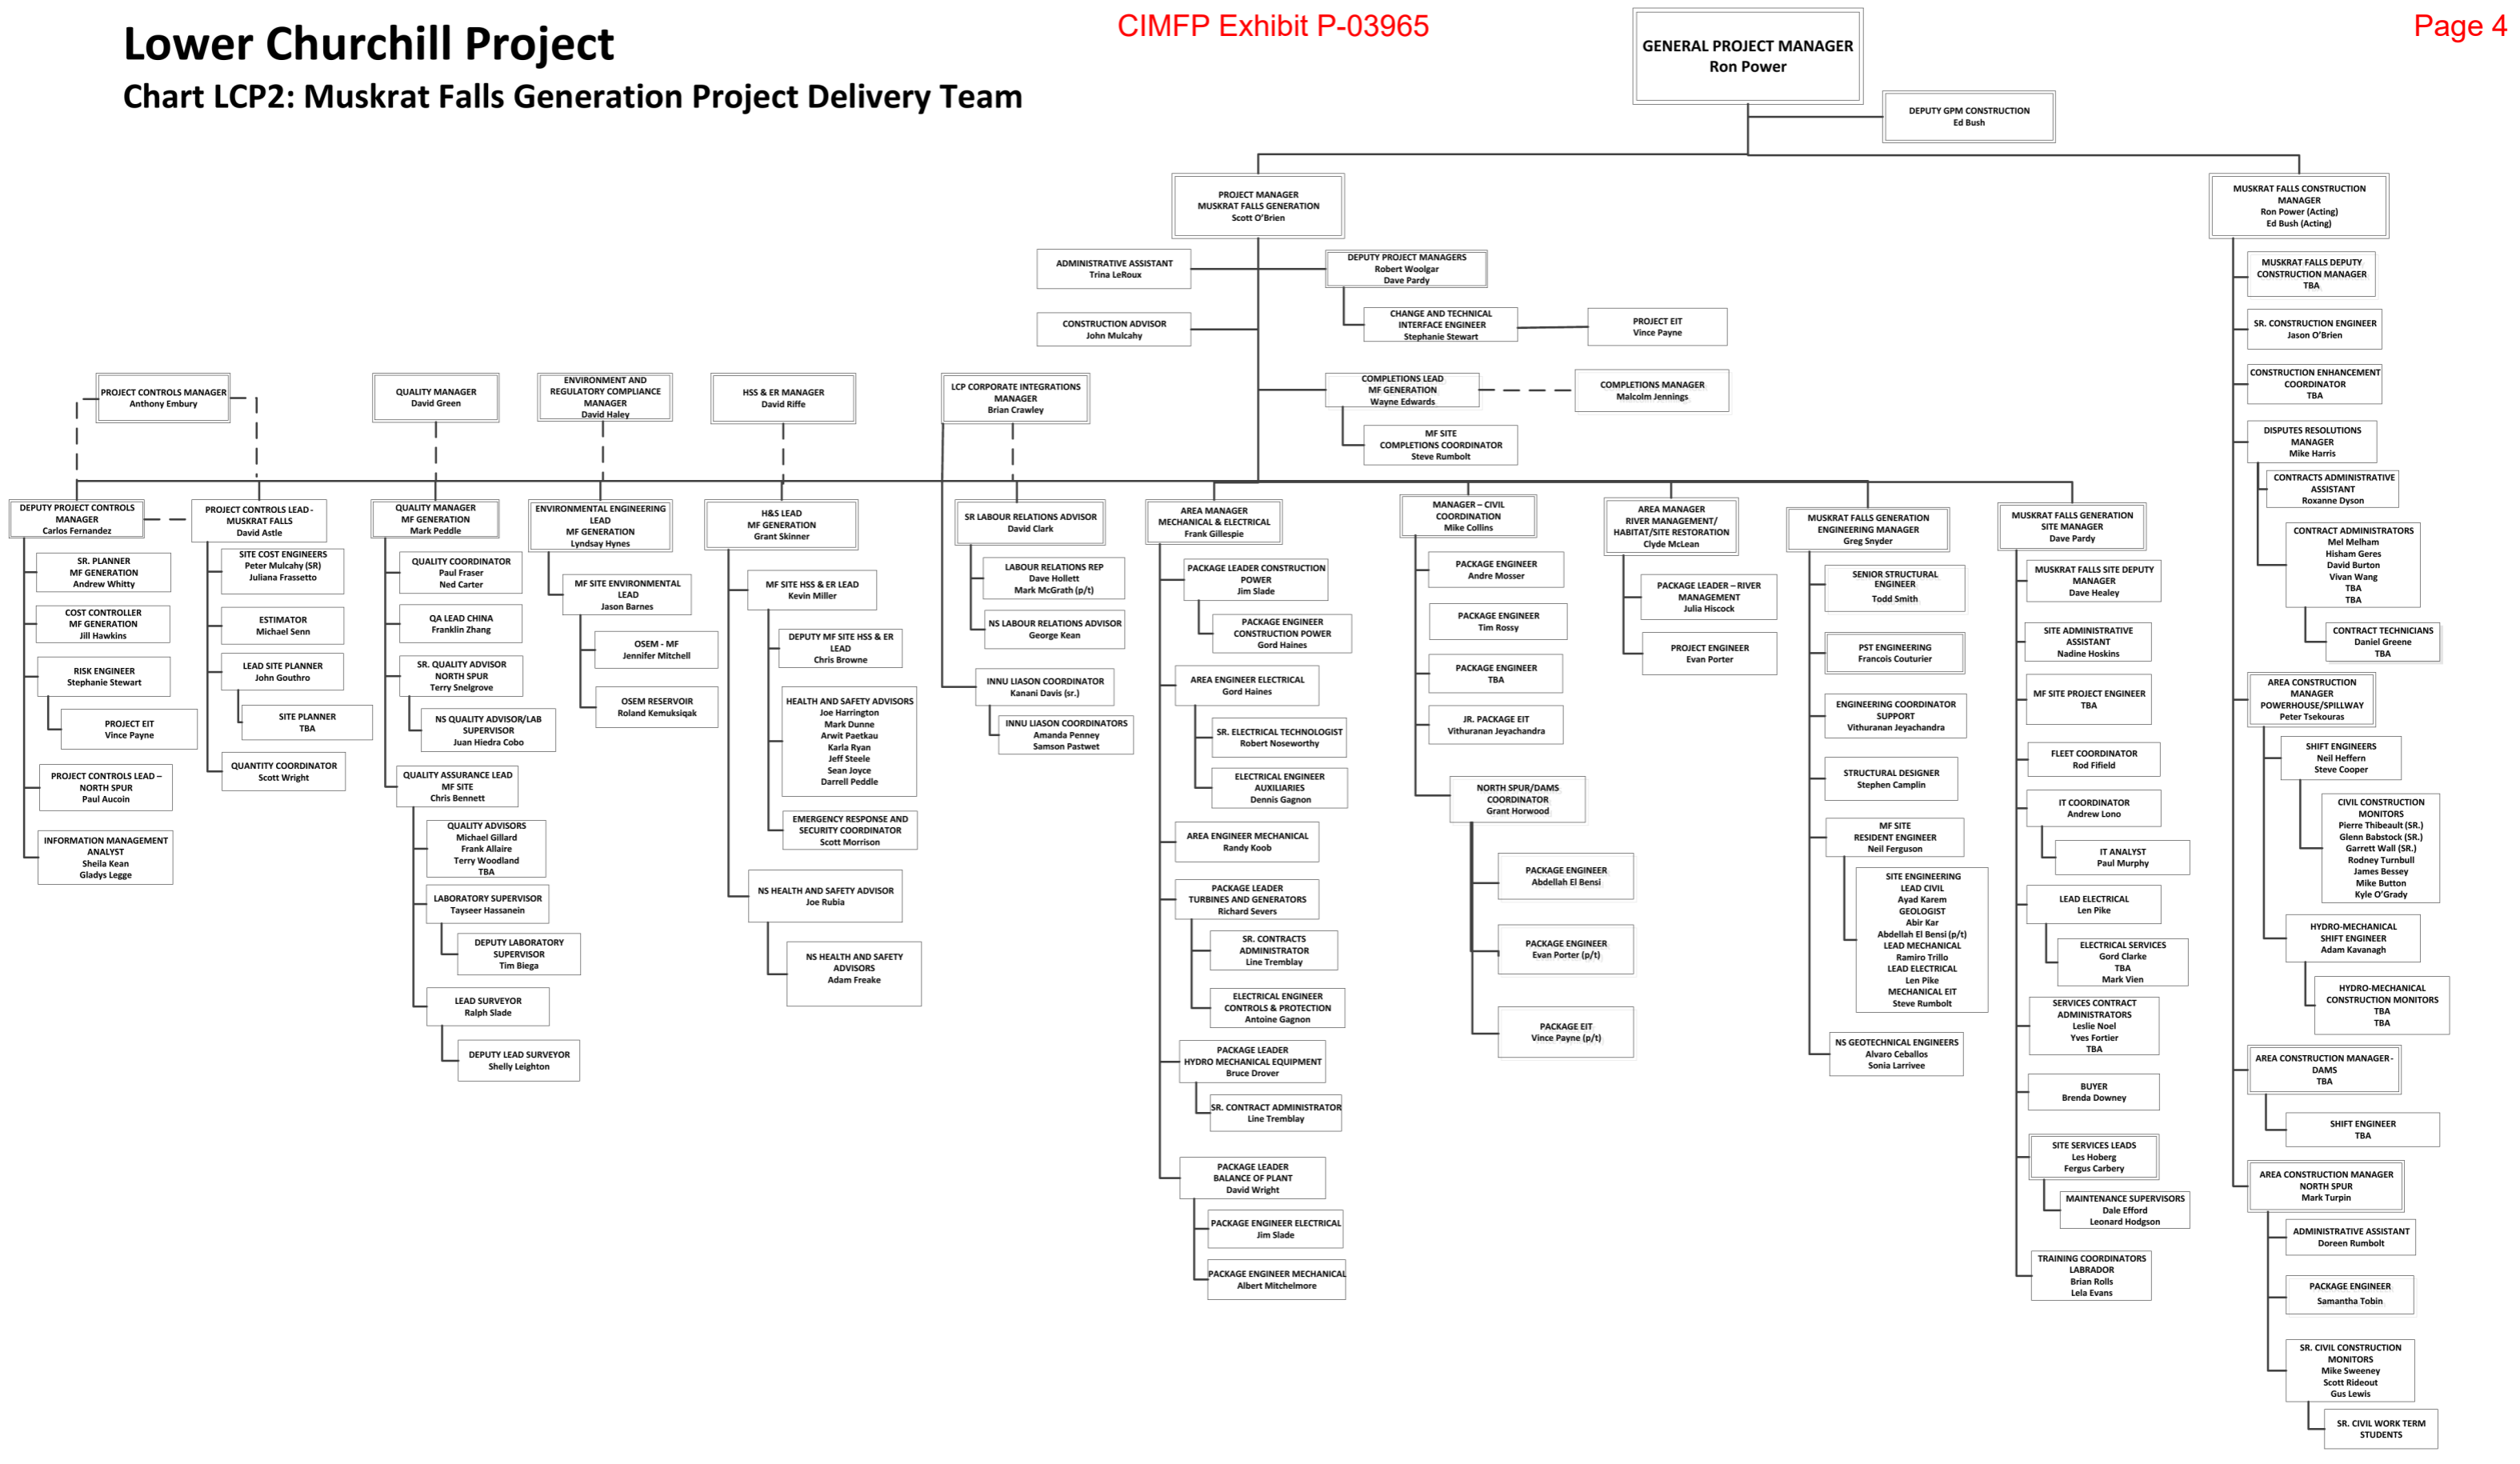 CIMFP Exhibit P-03965
Page 4
Lower Churchill Project
Chart LCP2: Muskrat Falls Generation Project Delivery Team
GENERAL PROJECT MANAGER
Ron Power
DEPUTY GPM CONSTRUCTION
Ed Bush
PROJECT MANAGER
MUSKRAT FALLS GENERATION
Scott O'Brien
ADMINISTRATIVE ASSISTANT
Trina LeRoux
DEPUTY PROJECT MANAGERS
Robert Woolgar
Dave Pardy
CONSTRUCTION ADVISOR
John Mulcahy
CHANGE AND TECHNICAL
INTERFACE ENGINEER
Stephanie Stewart
PROJECT EIT
Vince Payne
COMPLETIONS LEAD
MF GENERATION
Wayne Edwards
COMPLETIONS MANAGER
Malcolm Jennings
MF SITE
COMPLETIONS COORDINATOR
Steve Rumbolt
PROJECT CONTROLS MANAGER
Anthony Embury
QUALITY MANAGER
David Green
ENVIRONMENT AND
REGULATORY COMPLIANCE
MANAGER
David Haley
HSS & ER MANAGER
David Riffe
LCP CORPORATE INTEGRATIONS
MANAGER
Brian Crawley
DEPUTY PROJECT CONTROLS
MANAGER
Carlos Fernandez
SR. PLANNER
MF GENERATION
Andrew Whitty
COST CONTROLLER
MF GENERATION
Jill Hawkins
RISK ENGINEER
Stephanie Stewart
PROJECT EIT
Vince Payne
PROJECT CONTROLS LEAD –
NORTH SPUR
Paul Aucoin
INFORMATION MANAGEMENT
ANALYST
Sheila Kean
Gladys Legge
PROJECT CONTROLS LEAD -
MUSKRAT FALLS
David Astle
SITE COST ENGINEERS
Peter Mulcahy (SR)
Juliana Frassetto
ESTIMATOR
Michael Senn
LEAD SITE PLANNER
John Gouthro
SITE PLANNER
TBA
QUANTITY COORDINATOR
Scott Wright
QUALITY MANAGER
MF GENERATION
Mark Peddle
QUALITY COORDINATOR
Paul Fraser
Ned Carter
QA LEAD CHINA
Franklin Zhang
SR. QUALITY ADVISOR
NORTH SPUR
Terry Snelgrove
NS QUALITY ADVISOR/LAB
SUPERVISOR
Juan Hiedra Cobo
QUALITY ASSURANCE LEAD
MF SITE
Chris Bennett
QUALITY ADVISORS
Michael Gillard
Frank Allaire
Terry Woodland
TBA
LABORATORY SUPERVISOR
Tayseer Hassanein
DEPUTY LABORATORY
SUPERVISOR
Tim Biega
LEAD SURVEYOR
Ralph Slade
DEPUTY LEAD SURVEYOR
Shelly Leighton
ENVIRONMENTAL ENGINEERING
LEAD
MF GENERATION
Lyndsay Hynes
MF SITE ENVIRONMENTAL
LEAD
Jason Barnes
OSEM - MF
Jennifer Mitchell
OSEM RESERVOIR
Roland Kemuksiqak
H&S LEAD
MF GENERATION
Grant Skinner
MF SITE HSS & ER LEAD
Kevin Miller
DEPUTY MF SITE HSS & ER
LEAD
Chris Browne
HEALTH AND SAFETY ADVISORS
Joe Harrington
Mark Dunne
Arwit Paetkau
Karla Ryan
Jeff Steele
Sean Joyce
Darrell Peddle
EMERGENCY RESPONSE AND
SECURITY COORDINATOR
Scott Morrison
NS HEALTH AND SAFETY ADVISOR
Joe Rubia
NS HEALTH AND SAFETY
ADVISORS
Adam Freake
SR LABOUR RELATIONS ADVISOR
David Clark
LABOUR RELATIONS REP
Dave Hollett
Mark McGrath (p/t)
NS LABOUR RELATIONS ADVISOR
George Kean
INNU LIASON COORDINATOR
Kanani Davis (sr.)
INNU LIASON COORDINATORS
Amanda Penney
Samson Pastwet
AREA MANAGER
MECHANICAL & ELECTRICAL
Frank Gillespie
PACKAGE LEADER CONSTRUCTION
POWER
Jim Slade
PACKAGE ENGINEER
CONSTRUCTION POWER
Gord Haines
AREA ENGINEER ELECTRICAL
Gord Haines
SR. ELECTRICAL TECHNOLOGIST
Robert Noseworthy
ELECTRICAL ENGINEER
AUXILIARIES
Dennis Gagnon
AREA ENGINEER MECHANICAL
Randy Koob
PACKAGE LEADER
TURBINES AND GENERATORS
Richard Severs
SR. CONTRACTS
ADMINISTRATOR
Line Tremblay
ELECTRICAL ENGINEER
CONTROLS & PROTECTION
Antoine Gagnon
PACKAGE LEADER
HYDRO MECHANICAL EQUIPMENT
Bruce Drover
SR. CONTRACT ADMINISTRATOR
Line Tremblay
PACKAGE LEADER
BALANCE OF PLANT
David Wright
PACKAGE ENGINEER ELECTRICAL
Jim Slade
PACKAGE ENGINEER MECHANICAL
Albert Mitchelmore
MANAGER – CIVIL
COORDINATION
Mike Collins
PACKAGE ENGINEER
Andre Mosser
PACKAGE ENGINEER
Tim Rossy
PACKAGE ENGINEER
TBA
JR. PACKAGE EIT
Vithuranan Jeyachandra
NORTH SPUR/DAMS
COORDINATOR
Grant Horwood
PACKAGE ENGINEER
Abdellah El Bensi
PACKAGE ENGINEER
Evan Porter (p/t)
PACKAGE EIT
Vince Payne (p/t)
AREA MANAGER
RIVER MANAGEMENT/
HABITAT/SITE RESTORATION
Clyde McLean
PACKAGE LEADER – RIVER
MANAGEMENT
Julia Hiscock
PROJECT ENGINEER
Evan Porter
MUSKRAT FALLS GENERATION
ENGINEERING MANAGER
Greg Snyder
SENIOR STRUCTURAL
ENGINEER
Todd Smith
PST ENGINEERING
Francois Couturier
ENGINEERING COORDINATOR
SUPPORT
Vithuranan Jeyachandra
STRUCTURAL DESIGNER
Stephen Camplin
MF SITE
RESIDENT ENGINEER
Neil Ferguson
SITE ENGINEERING
LEAD CIVIL
Ayad Karem
GEOLOGIST
Abir Kar
Abdellah El Bensi (p/t)
LEAD MECHANICAL
Ramiro Trillo
LEAD ELECTRICAL
Len Pike
MECHANICAL EIT
Steve Rumbolt
NS GEOTECHNICAL ENGINEERS
Alvaro Ceballos
Sonia Larrivee
MUSKRAT FALLS GENERATION
SITE MANAGER
Dave Pardy
MUSKRAT FALLS SITE DEPUTY
MANAGER
Dave Healey
SITE ADMINISTRATIVE
ASSISTANT
Nadine Hoskins
MF SITE PROJECT ENGINEER
TBA
FLEET COORDINATOR
Rod Fifield
IT COORDINATOR
Andrew Lono
IT ANALYST
Paul Murphy
LEAD ELECTRICAL
Len Pike
ELECTRICAL SERVICES
Gord Clarke
TBA
Mark Vien
SERVICES CONTRACT
ADMINISTRATORS
Leslie Noel
Yves Fortier
TBA
BUYER
Brenda Downey
SITE SERVICES LEADS
Les Hoberg
Fergus Carbery
MAINTENANCE SUPERVISORS
Dale Efford
Leonard Hodgson
TRAINING COORDINATORS
LABRADOR
Brian Rolls
Lela Evans
MUSKRAT FALLS CONSTRUCTION
MANAGER
Ron Power (Acting)
Ed Bush (Acting)
MUSKRAT FALLS DEPUTY
CONSTRUCTION MANAGER
TBA
SR. CONSTRUCTION ENGINEER
Jason O'Brien
CONSTRUCTION ENHANCEMENT
COORDINATOR
TBA
DISPUTES RESOLUTIONS
MANAGER
Mike Harris
CONTRACTS ADMINISTRATIVE
ASSISTANT
Roxanne Dyson
CONTRACT ADMINISTRATORS
Mel Melham
Hisham Geres
David Burton
Vivan Wang
TBA
TBA
CONTRACT TECHNICIANS
Daniel Greene
TBA
AREA CONSTRUCTION
MANAGER
POWERHOUSE/SPILLWAY
Peter Tsekouras
SHIFT ENGINEERS
Neil Heffern
Steve Cooper
CIVIL CONSTRUCTION
MONITORS
Pierre Thibeault (SR.)
Glenn Babstock (SR.)
Garrett Wall (SR.)
Rodney Turnbull
James Bessey
Mike Button
Kyle O'Grady
HYDRO-MECHANICAL
SHIFT ENGINEER
Adam Kavanagh
HYDRO-MECHANICAL
CONSTRUCTION MONITORS
TBA
TBA
AREA CONSTRUCTION MANAGER-
DAMS
TBA
SHIFT ENGINEER
TBA
AREA CONSTRUCTION MANAGER
NORTH SPUR
Mark Turpin
ADMINISTRATIVE ASSISTANT
Doreen Rumbolt
PACKAGE ENGINEER
Samantha Tobin
SR. CIVIL CONSTRUCTION
MONITORS
Mike Sweeney
Scott Rideout
Gus Lewis
SR. CIVIL WORK TERM
STUDENTS